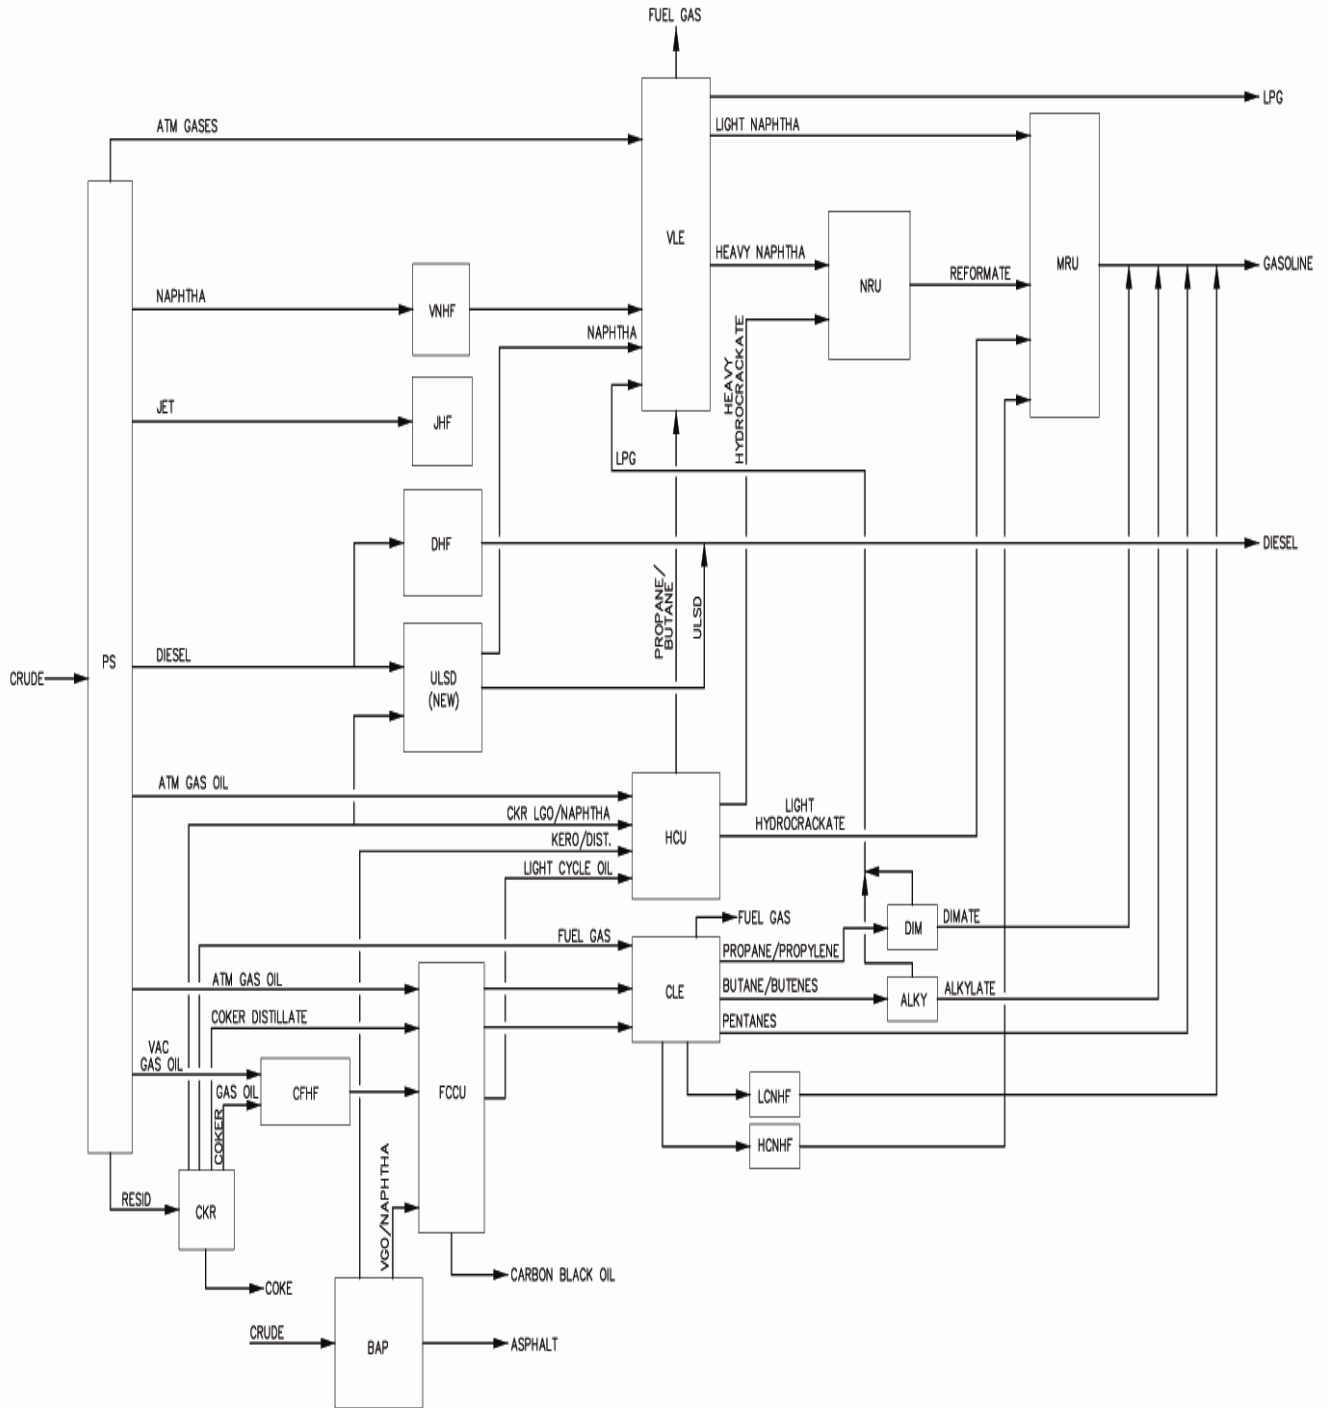 FUEL GAS
LPG
ATM GASES
LIGHT NAPHTHA
VLE
HEAVY NAPHTHA
MRU
GASOLINE
REFORMATE
NRU
NAPHTHA
VNHF
NAPHTHA
HEAVY
HYDROCRACKATE
JET
JHF
LPG
DHF
DIESEL
PROPANE/
BUTANE
ULSD
DIESEL
PS
CRUDE
ULSD
(NEW)
ATM GAS OIL
CKR LGO/NAPHTHA
LIGHT
HYDROCRACKATE
HCU
KERO/DIST.
LIGHT CYCLE OIL
FUEL GAS
DIMATE
DIM
FUEL GAS
PROPANE/PROPYLENE
ATM GAS OIL
CLE
BUTANE/BUTENES
ALKY
ALKYLATE
COKER DISTILLATE
PENTANES
VAC
GAS OIL
GAS OIL
COKER
CFHF
FCCU
LCNHF
HCNHF
RESID
CKR
VGO/NAPHTHA
COKE
CARBON BLACK OIL
CRUDE
BAP
ASPHALT